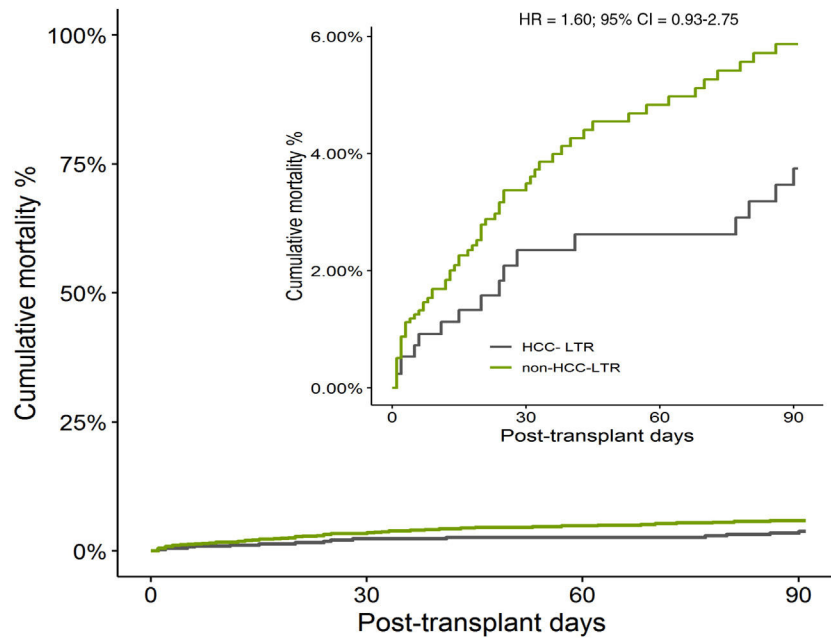 HR = 1.60; 95% CI = 0.93-2.75
100%
75%
50%
25%
0%
Cumulative mortality %
6.00%
4.00%
2.00%
0.00%
Cumulative mortality %
HCC- LTR
non-HCC-LTR
0 30 60 90
Post-transplant days
0 30 60 90
Post-transplant days